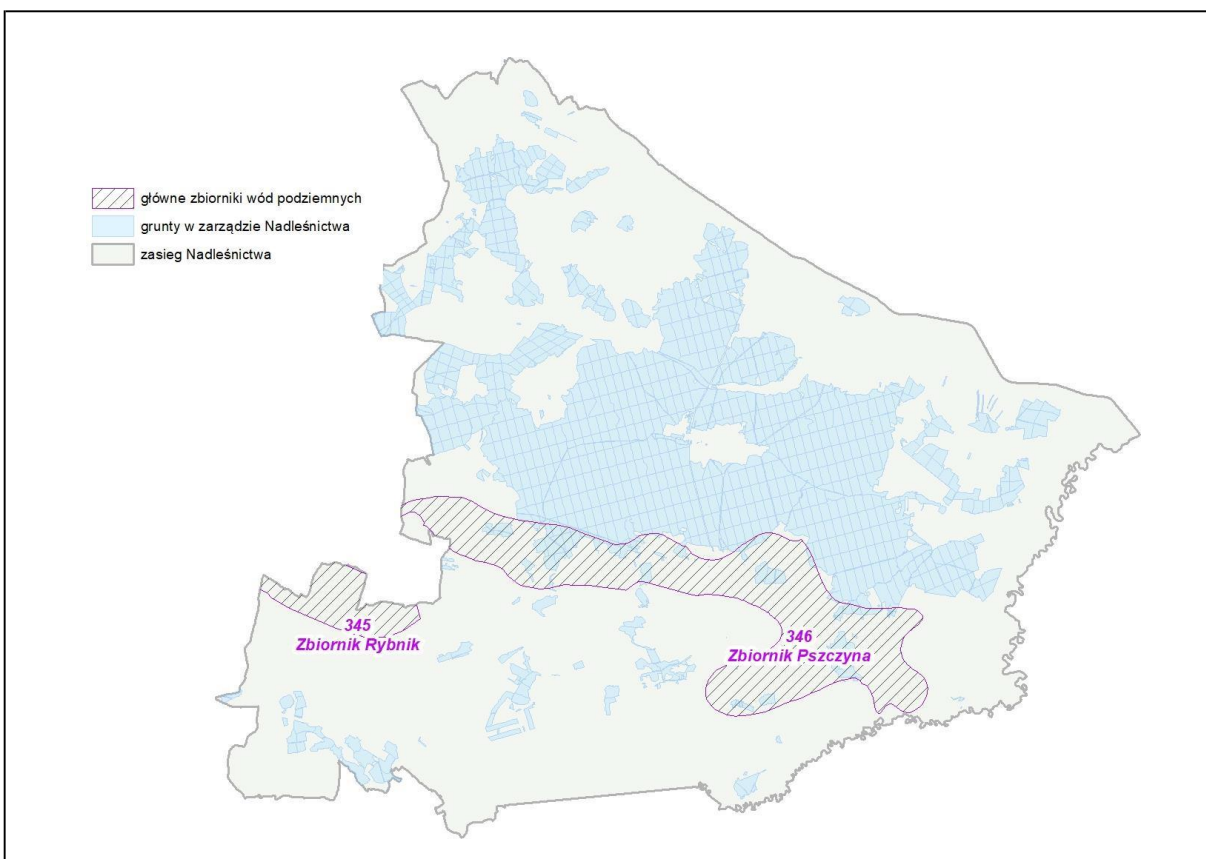 główne zbiorniki wód podziemnych
grunty w zarządzie Nadleśnictwa
zasieg Nadleśnictwa
345
Zbiornik Rybnik
346
Zbiornik Pszczyna